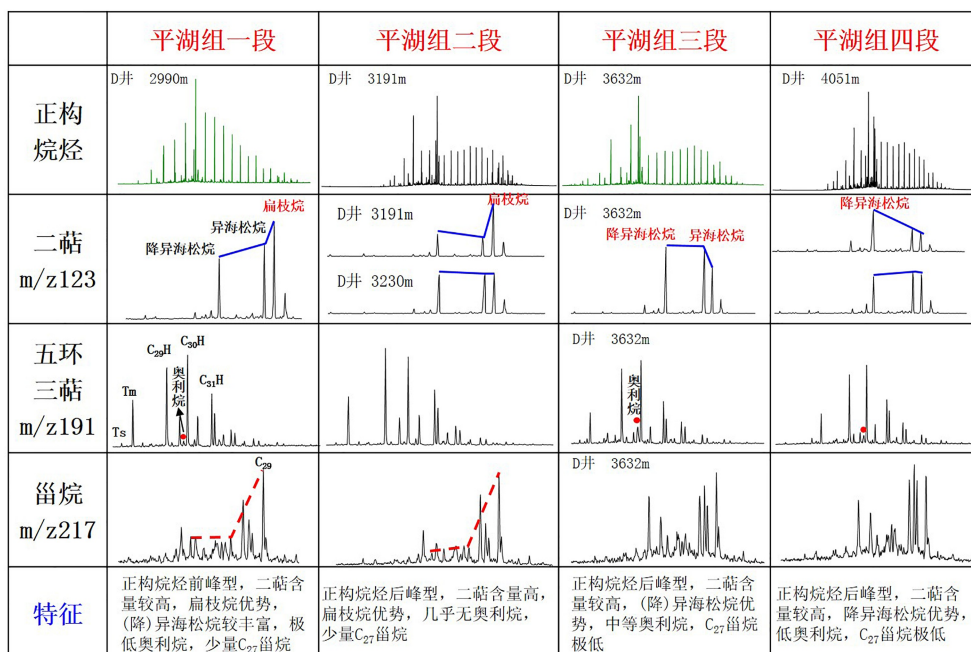 平湖组一段 平湖组二段 平湖组三段 平湖组四段
正构
烷烃
D井 2990m
D井 3191m
D井 3632m
D井 4051m
二萜
m/z123
扁枝烷
异海松烷
降异海松烷
扁枝烷
D井 3191m
D井 3230m
D井 3632m
降异海松烷 异海松烷
降异海松烷
五环
三萜
m/z191
C₃₀H
C₂₉H
奥利烷
C₃₁H
Tm
Ts
D井 3632m
奥利烷
甾烷
m/z217
C₂₉
D井 3632m
特征
正构烷烃前峰型，二萜含
量较高，扁枝烷优势，
(降)异海松烷较丰富，极
低奥利烷，少量C₂₇甾烷
正构烷烃后峰型，二萜含量高，
扁枝烷优势，几乎无奥利烷，
少量C₂₇甾烷
正构烷烃后峰型，二萜含
量较高，(降)异海松烷优
势，中等奥利烷，C₂₇甾烷
极低
正构烷烃后峰型，二萜含
量较高，降异海松烷优势，
低奥利烷，C₂₇甾烷极低